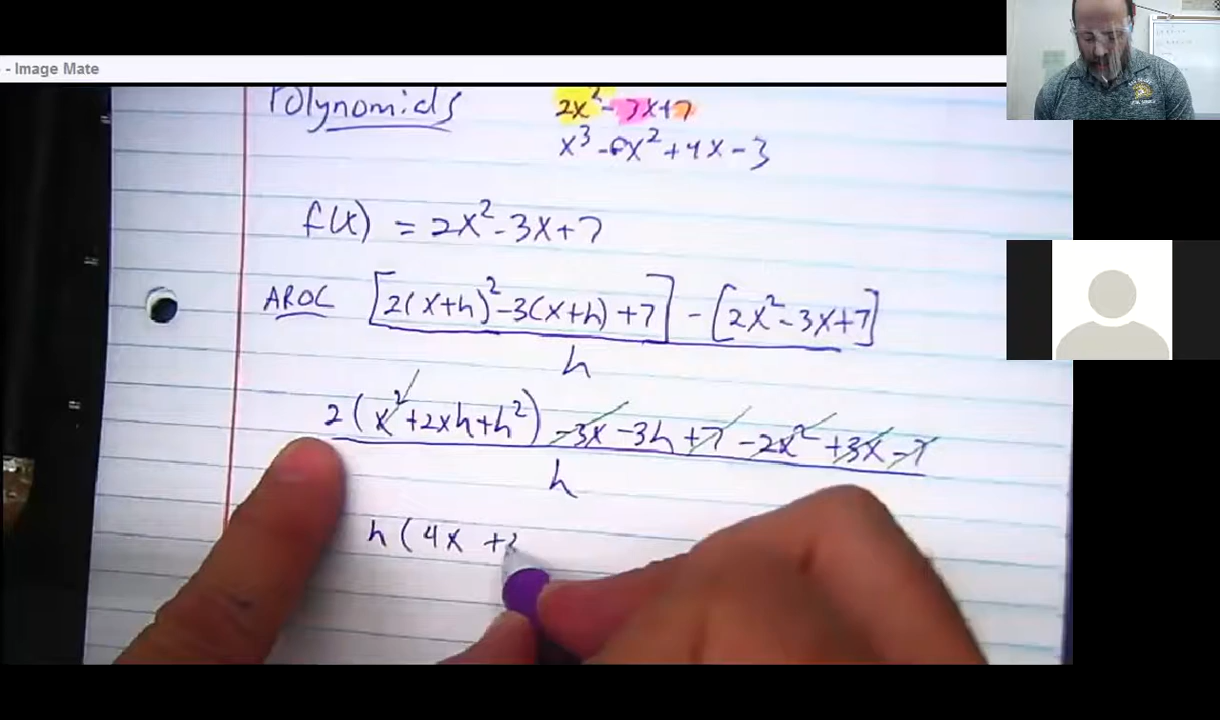 - Image Mate
Polynomials
2x² - 3x+7
x³ -6x² +4x - 3
f(x) = 2x² - 3x + 7
AROC [2(x+h)² - 3(x+h) + 7] - [2x² - 3x + 7]
h
2(x² + 2xh + h²) - 3x - 3h + 7 - 2x² + 3x - 7
h
h(4x +